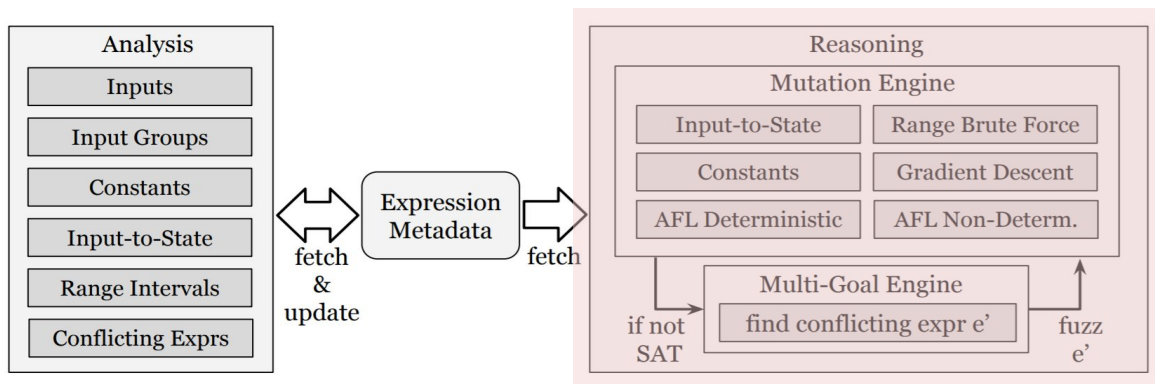 Analysis
Inputs
Input Groups
Constants
Input-to-State
Range Intervals
Conflicting Exprs
fetch
&
update
Expression
Metadata
fetch
Reasoning
Mutation Engine
Input-to-State
Range Brute Force
Constants
Gradient Descent
AFL Deterministic
AFL Non-Determ.
if not
SAT
Multi-Goal Engine
find conflicting expr e’
fuzz
e’